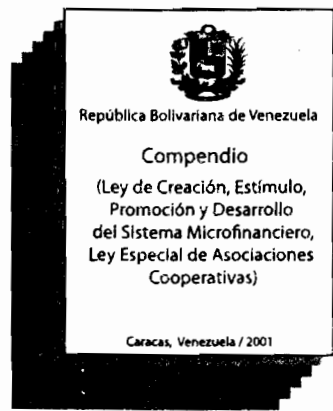 República Bolivariana de Venezuela
Compendio
(Ley de Creación, Estímulo,
Promoción y Desarrollo
del Sistema Microfinanciero,
Ley Especial de Asociaciones
Cooperativas)
Caracas, Venezuela / 2001